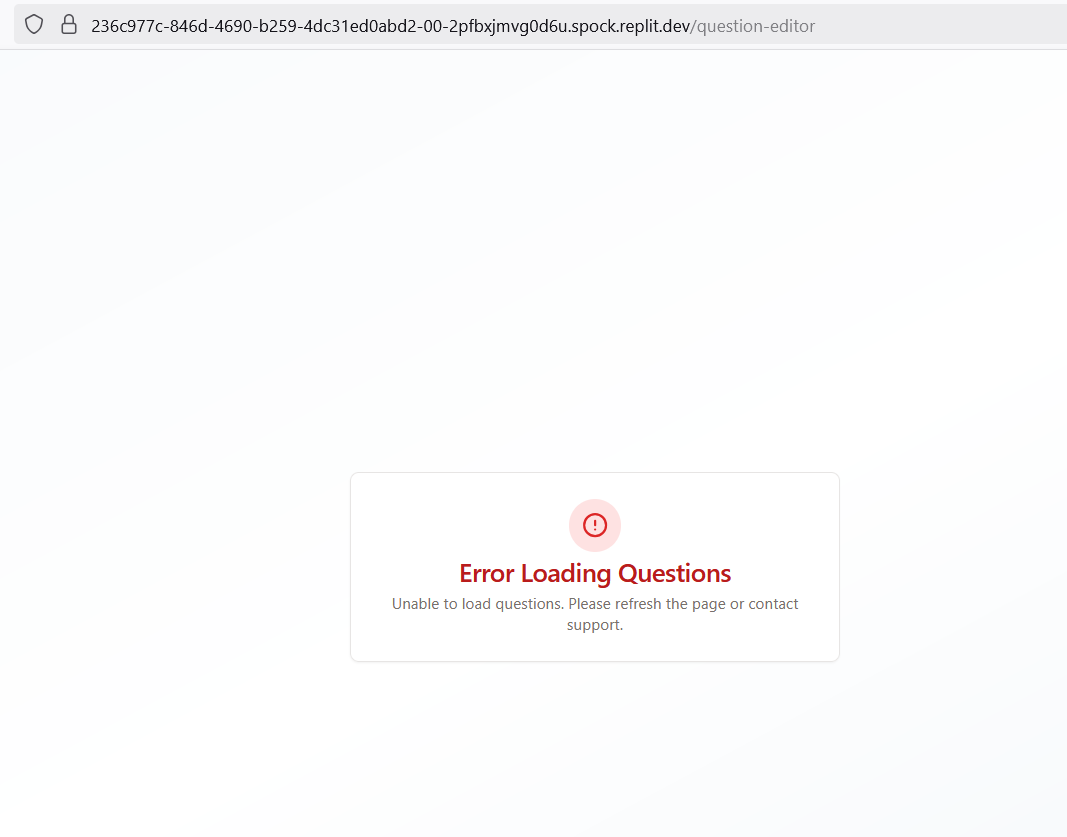 236c977c-846d-4690-b259-4dc31ed0abd2-00-2pfbxjmvg0d6u.spock.replit.dev/question-editor
Error Loading Questions
Unable to load questions. Please refresh the page or contact
support.